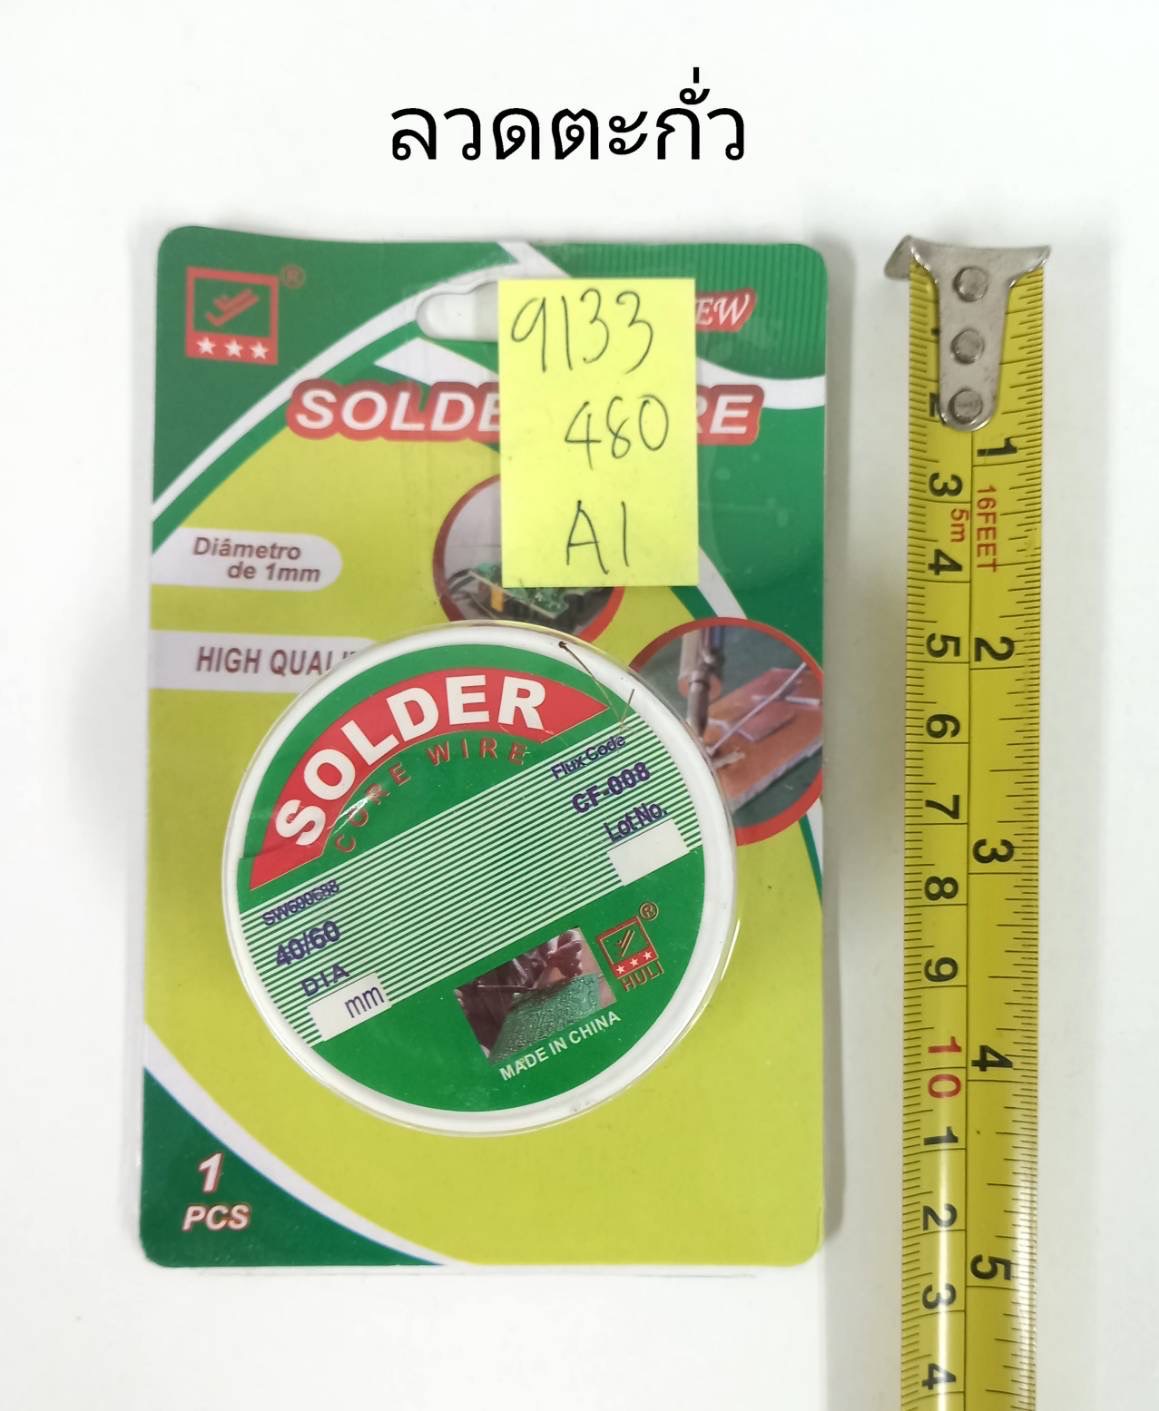 ลวดตะกั่ว
®
EW
9133
480
A1
SOLDE
RE
Diâmetro
de 1mm
HIGH QUALI
SOLDER
CORE WIRE
Flux Code
CF-008
Lot No.
40/60
DIA
mm
®
HULI
MADE IN CHINA
1
PCS
1
2
3
4
5
6
7
8
9
10
1
2
3
4
5m
16FEET
1
2
3
4
5